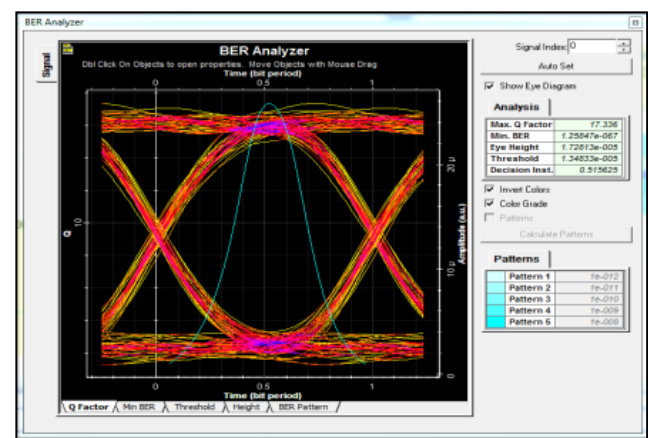 BER Analyzer
Signal
BER Analyzer
Dbl Click On Objects to open properties. Move Objects with Mouse Drag
Time (bit period)
0 0.5 1
Q
10
20 µ
10 µ
0
Amplitude (a.u.)
0 0.5 1
Time (bit period)
Q Factor Min BER Threshold Height BER Pattern
Signal Index: 0
Auto Set
Show Eye Diagram
Analysis
Max. Q Factor 17.336
Min. BER 1.25847e-067
Eye Height 1.72813e-005
Threshold 1.34833e-005
Decision Inst. 0.515625
Invert Colors
Color Grade
Patterns
Calculate Patterns
Patterns
Pattern 1 1e-012
Pattern 2 1e-011
Pattern 3 1e-010
Pattern 4 1e-009
Pattern 5 1e-008